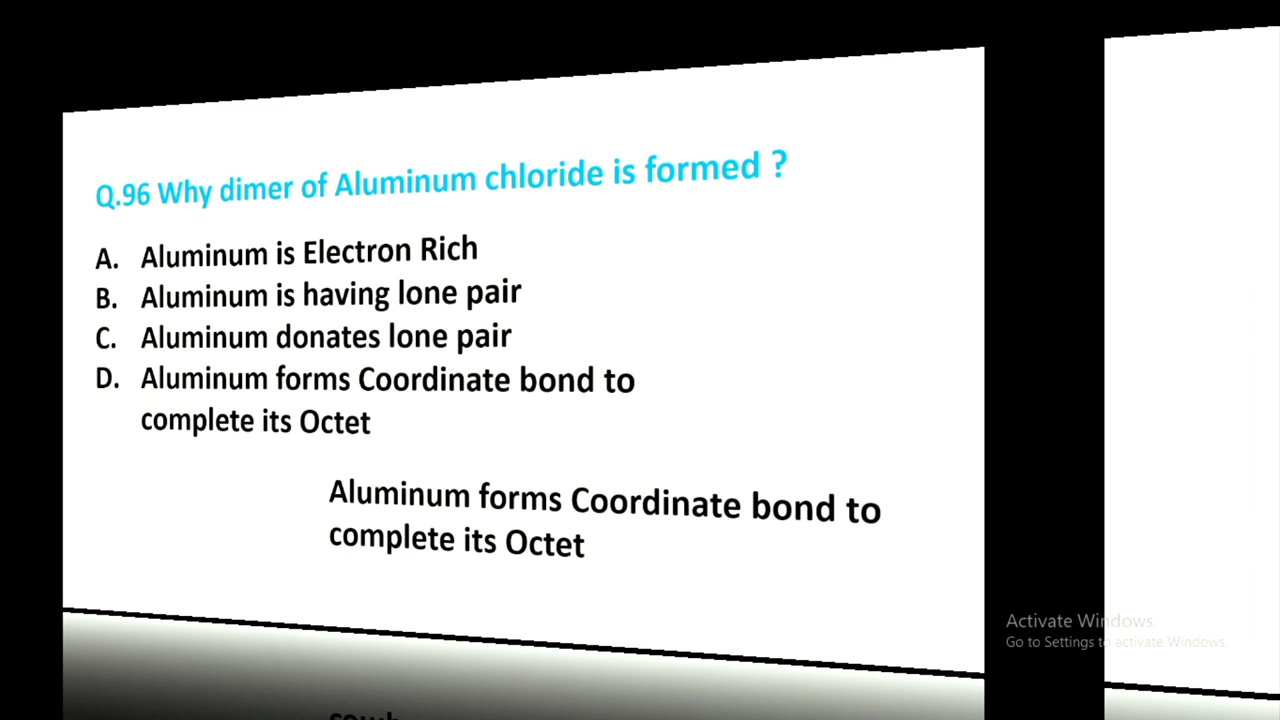 Q.96 Why dimer of Aluminum chloride is formed ?
A. Aluminum is Electron Rich
B. Aluminum is having lone pair
C. Aluminum donates lone pair
D. Aluminum forms Coordinate bond to
complete its Octet
Aluminum forms Coordinate bond to
complete its Octet
Activate Windows
Go to Settings to activate Windows.